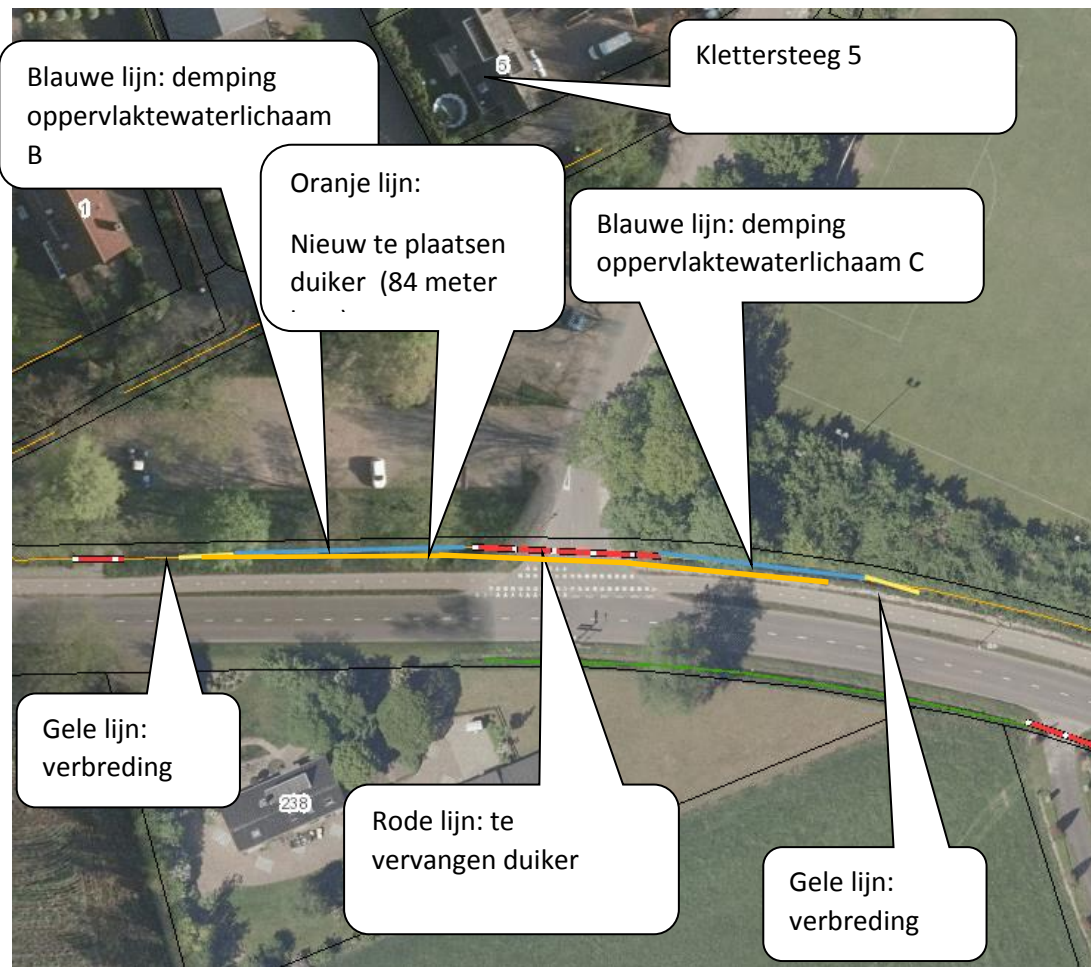 Blauwe lijn: demping
oppervlaktewaterlichaam
B
Klettersteeg 5
5
Oranje lijn:
Nieuw te plaatsen
duiker (84 meter
Blauwe lijn: demping
oppervlaktewaterlichaam C
1
Gele lijn:
verbreding
238
Rode lijn: te
vervangen duiker
Gele lijn:
verbreding